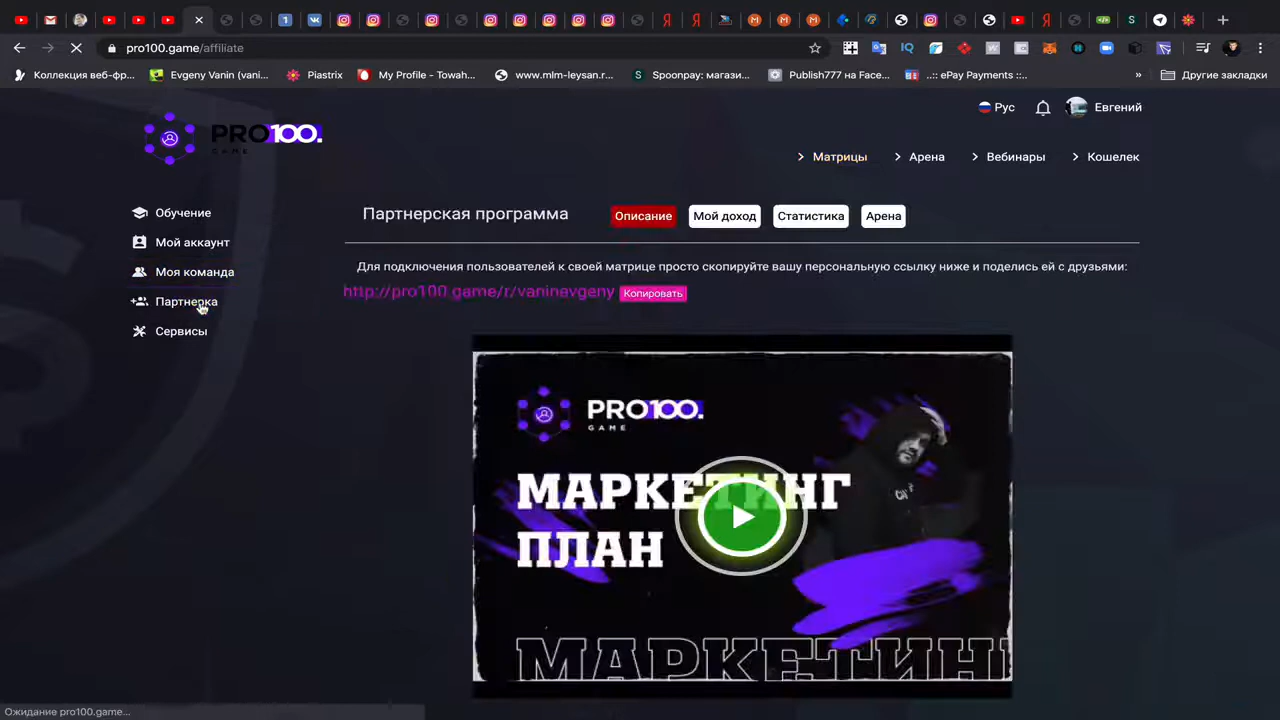 pro100.game/affiliate
Коллекция веб-фр...
Evgeny Vanin (vani...
Piastrix
My Profile - Towah...
www.mlm-leysan.r...
Spoonpay: магази...
Publish777 на Face...
..:: ePay Payments ::..
»
Другие закладки
Рус
Евгений
PRO100.
GAME
Матрицы
Арена
Вебинары
Кошелек
Обучение
Мой аккаунт
Моя команда
Партнерка
Сервисы
Партнерская программа
Описание
Мой доход
Статистика
Арена
Для подключения пользователей к своей матрице просто скопируйте вашу персональную ссылку ниже и поделись ей с друзьями:
http://pro100.game/r/vaninevgeny Копировать
PRO100.
GAME
МАРКЕТИНГ
ПЛАН
МАРКЕТИН
Ожидание pro100.game...